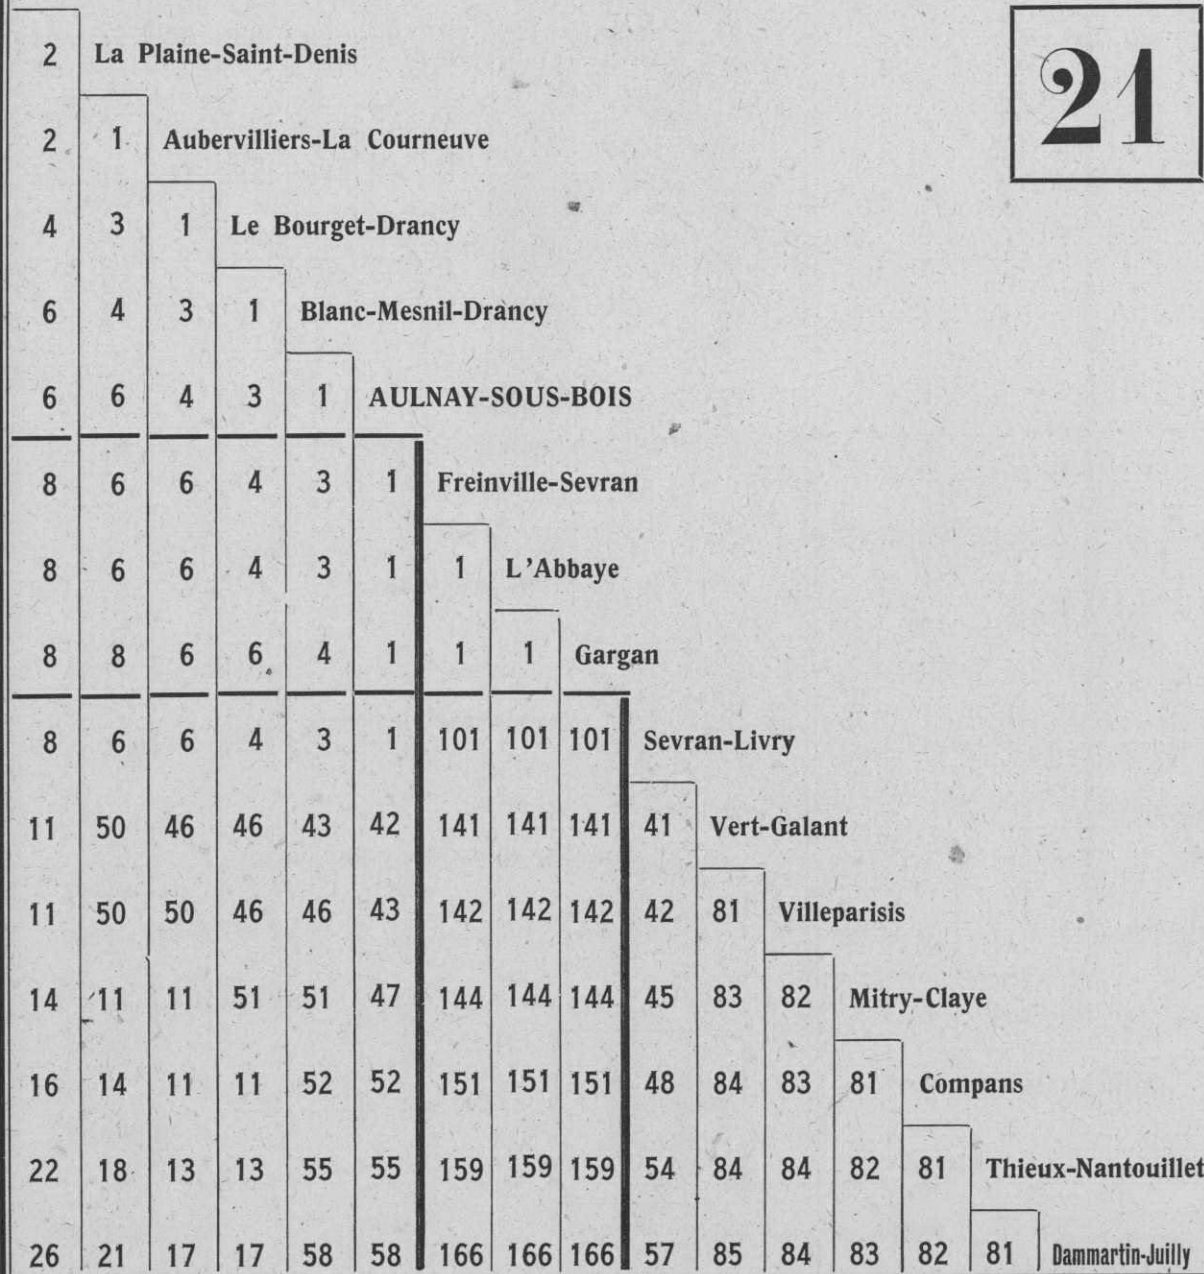 21
2 La Plaine-Saint-Denis
2 1 Aubervilliers-La Courneuve
4 3 1 Le Bourget-Drancy
6 4 3 1 Blanc-Mesnil-Drancy
6 6 4 3 1 AULNAY-SOUS-BOIS
8 6 6 4 3 1 Freinville-Sevran
8 6 6 4 3 1 1 L'Abbaye
8 8 6 6 4 1 1 1 Gargan
8 6 6 4 3 1 101 101 101 Sevran-Livry
11 50 46 46 43 42 141 141 141 41 Vert-Galant
11 50 50 46 46 43 142 142 142 42 81 Villeparisis
14 11 11 51 51 47 144 144 144 45 83 82 Mitry-Claye
16 14 11 11 52 52 151 151 151 48 84 83 81 Compans
22 18 13 13 55 55 159 159 159 54 84 84 82 81 Thieux-Nantouillet
26 21 17 17 58 58 166 166 166 57 85 84 83 82 81 Dammartin-Juilly